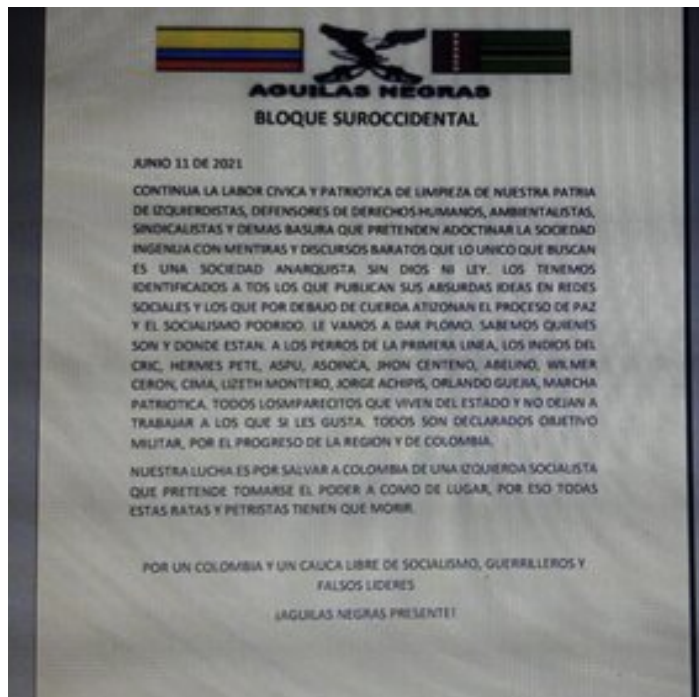 AGUILAS NEGRAS
BLOQUE SUROCCIDENTAL
JUNIO 11 DE 2021
CONTINUA LA LABOR CIVICA Y PATRIOTICA DE LIMPIEZA DE NUESTRA PATRIA
DE IZQUIERDISTAS, DEFENSORES DE DERECHOS HUMANOS, AMBIENTALISTAS,
SINDICALISTAS Y DEMAS BASURA QUE PRETENDEN ADOCTINAR LA SOCIEDAD
INGENUA CON MENTIRAS Y DISCURSOS BARATOS QUE LO UNICO QUE BUSCAN
ES UNA SOCIEDAD ANARQUISTA SIN DIOS NI LEY. LOS TENEMOS
IDENTIFICADOS A TOS LOS QUE PUBLICAN SUS ABSURDAS IDEAS EN REDES
SOCIALES Y LOS QUE POR DEBAJO DE CUERDA ATIZONAN EL PROCESO DE PAZ
Y EL SOCIALISMO PODRIDO. LE VAMOS A DAR PLOMO. SABEMOS QUIENES
SON Y DONDE ESTAN. A LOS PERROS DE LA PRIMERA LINEA, LOS INDIOS DEL
CRIC, HERMES PETE, ASPU, ASOINCA, JHON CENTENO, ABELINO, WILMER
CERON, CIMA, LIZETH MONTERO, JORGE ACHIPIS, ORLANDO GUEJIA, MARCHA
PATRIOTICA. TODOS LOSMPARECITOS QUE VIVEN DEL ESTADO Y NO DEJAN A
TRABAJAR A LOS QUE SI LES GUSTA. TODOS SON DECLARADOS OBJETIVO
MILITAR, POR EL PROGRESO DE LA REGION Y DE COLOMBIA.
NUESTRA LUCHA ES POR SALVAR A COLOMBIA DE UNA IZQUIERDA SOCIALISTA
QUE PRETENDE TOMARSE EL PODER A COMO DE LUGAR, POR ESO TODAS
ESTAS RATAS Y PETRISTAS TIENEN QUE MORIR.
POR UN COLOMBIA Y UN CAUCA LIBRE DE SOCIALISMO, GUERRILLEROS Y
FALSOS LIDERES
¡AGUILAS NEGRAS PRESENTE!